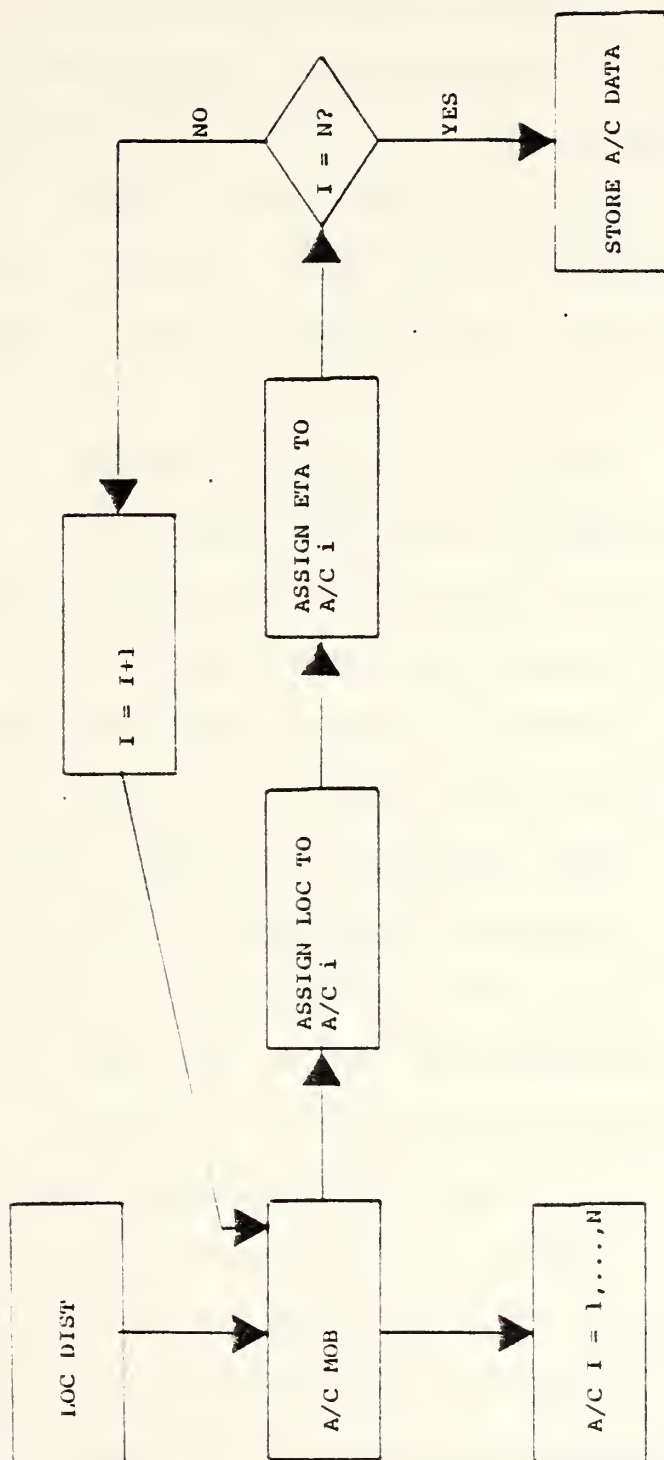 LOC DIST
A/C MOB
A/C I = 1,...,N
ASSIGN LOC TO
A/C i
ASSIGN ETA TO
A/C i
I = N?
NO
I = I+1
YES
STORE A/C DATA